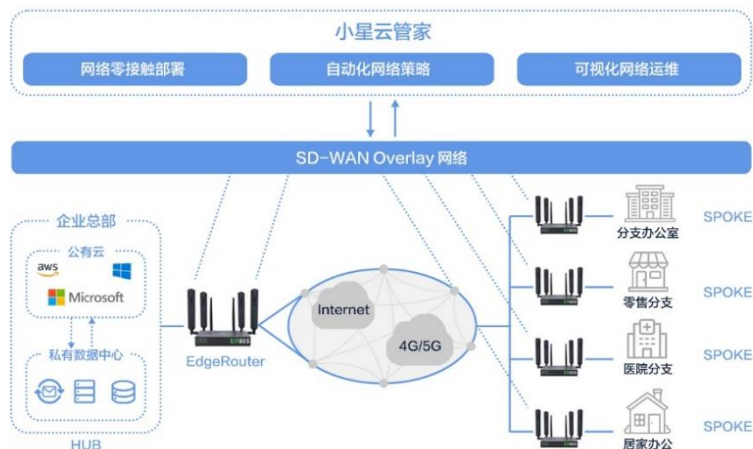 小星云管家
网络零接触部署
自动化网络策略
可视化网络运维
SD-WAN Overlay 网络
企业总部
公有云
aws
Microsoft
私有数据中心
HUB
EdgeRouter
Internet
4G/5G
分支办公室
SPOKE
零售分支
SPOKE
医院分支
SPOKE
居家办公
SPOKE